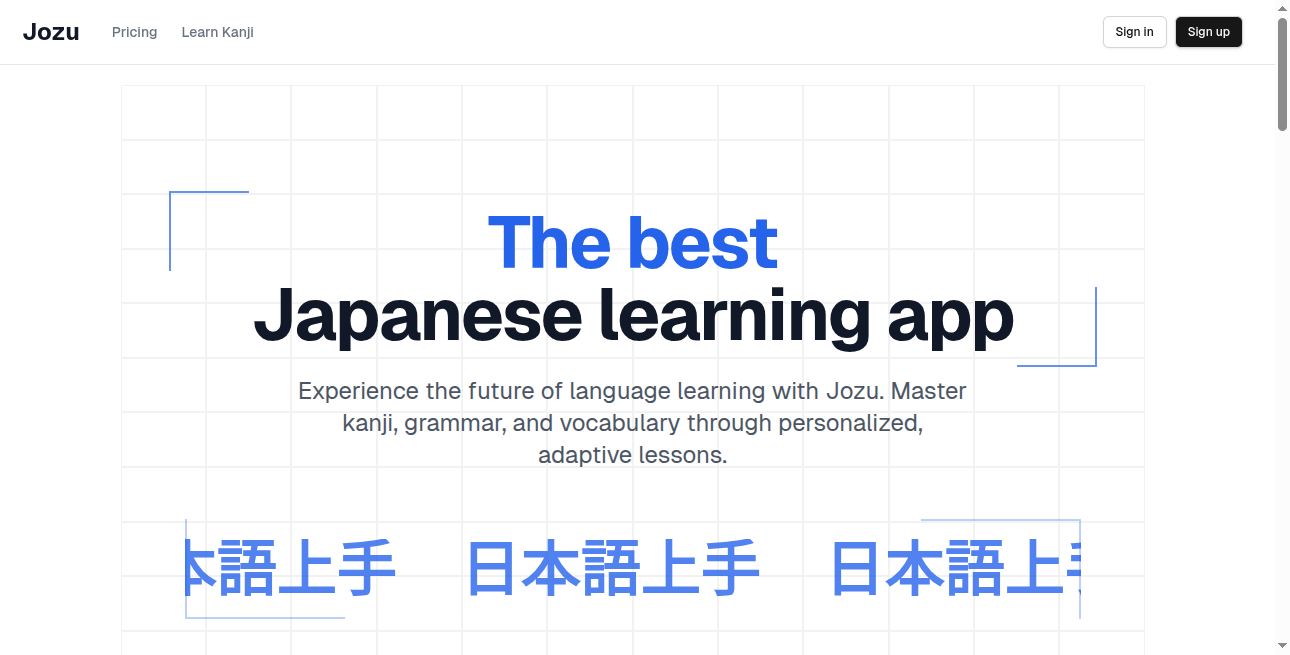 Jozu
Pricing
Learn Kanji
Sign in
Sign up
The best
Japanese learning app
Experience the future of language learning with Jozu. Master
kanji, grammar, and vocabulary through personalized,
adaptive lessons.
本語上手 日本語上手 日本語上手